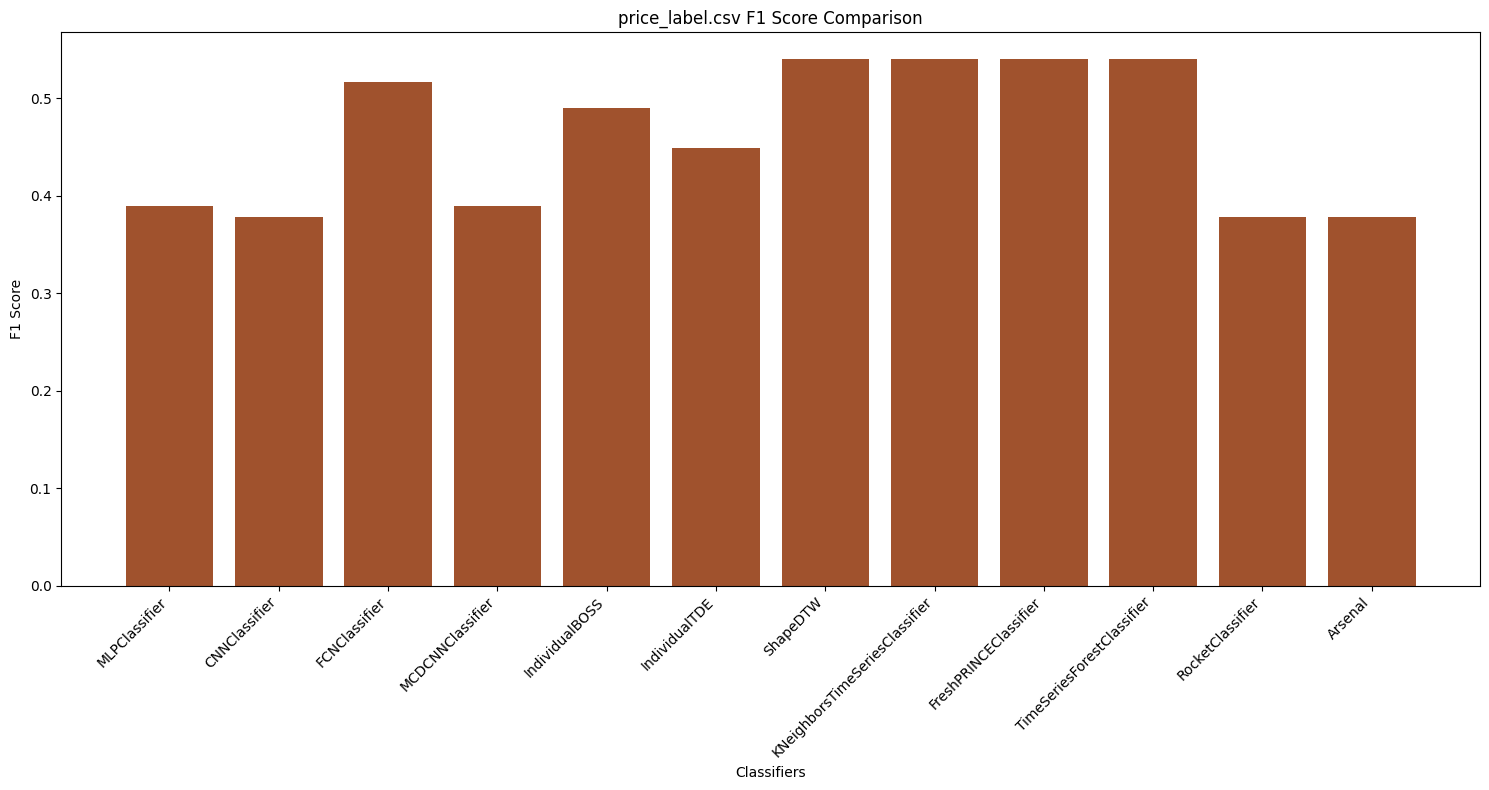 price_label.csv F1 Score Comparison
F1 Score
0.5
0.4
0.3
0.2
0.1
0.0
MLPClassifier
CNNClassifier
FCNClassifier
MCDCNNClassifier
IndividualBOSS
IndividualTDE
ShapeDTW
KNeighborsTimeSeriesClassifier
FreshPRINCEClassifier
TimeSeriesForestClassifier
RocketClassifier
Arsenal
Classifiers